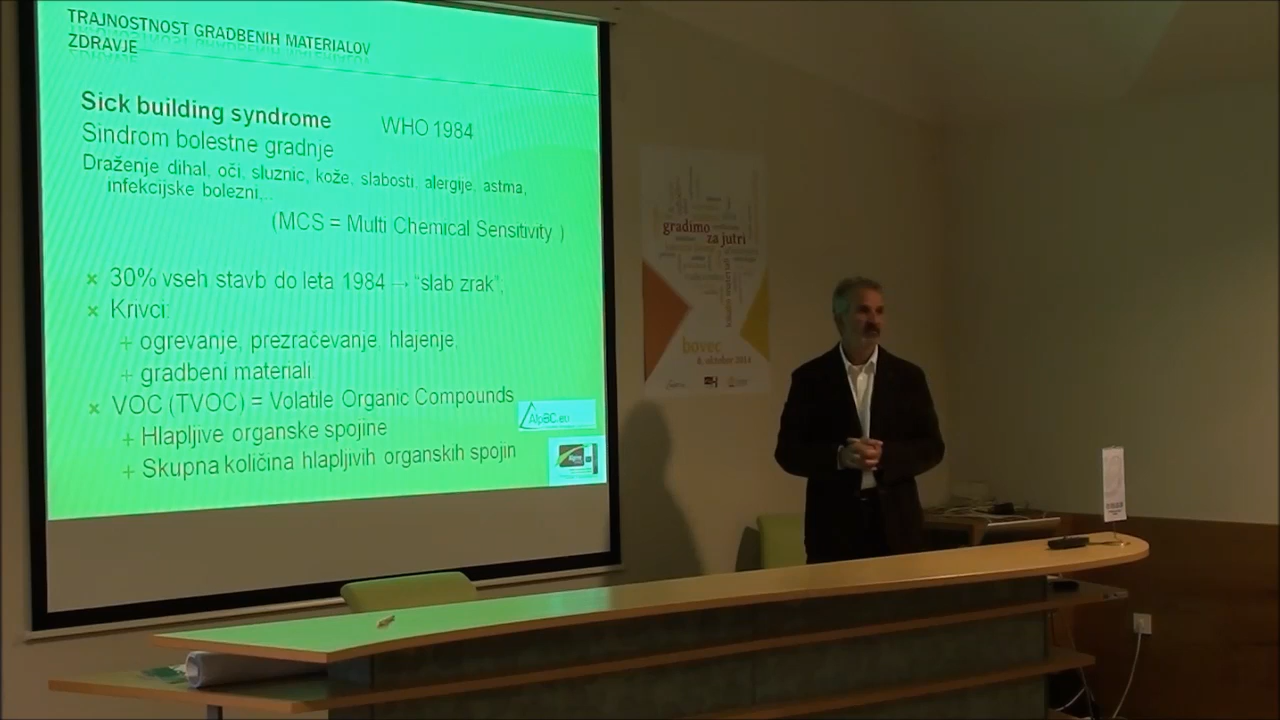 TRAJNOSTNOST GRADBENIH MATERIALOV
ZDRAVJE
Sick building syndrome WHO 1984
Sindrom bolestne gradnje
Draženje dihal, oči, sluznic, kože, slabosti, alergije, astma,
infekcijske bolezni,..
(MCS = Multi Chemical Sensitivity )
× 30% vseh stavb do leta 1984 → “slab zrak”,
× Krivci:
+ ogrevanje, prezračevanje, hlajenje,
+ gradbeni materiali
× VOC (TVOC) = Volatile Organic Compounds
+ Hlapljive organske spojine
+ Skupna količina hlapljivih organskih spojin
AlpBC.eu
gradimo
za jutri
bovec
8. oktober 2014